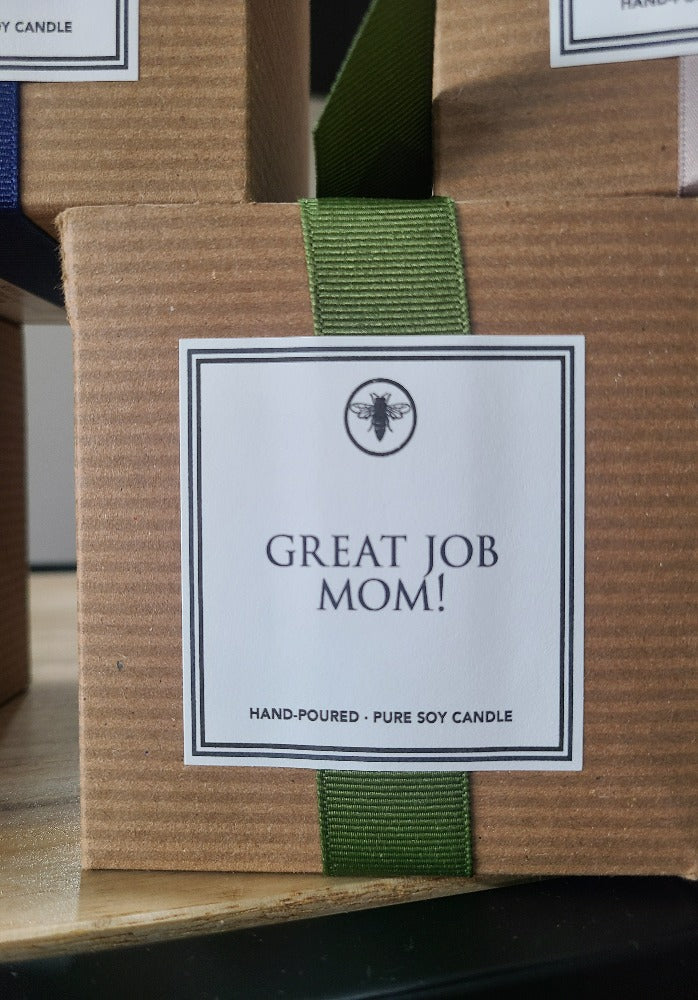 Y CANDLE
GREAT JOB
MOM!
HAND-POURED · PURE SOY CANDLE